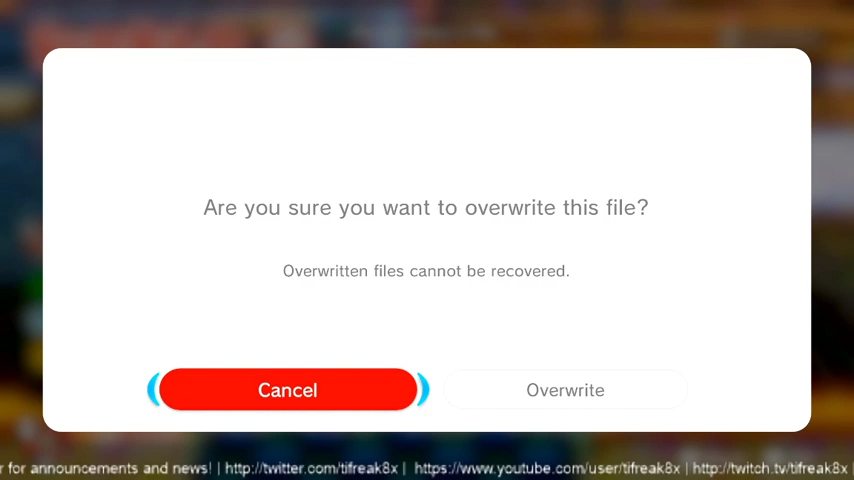 Are you sure you want to overwrite this file?
Overwritten files cannot be recovered.
Cancel
Overwrite
r for announcements and news! | http://twitter.com/tifreak8x | https://www.youtube.com/user/tifreak8x | http://twitch.tv/tifreak8x |